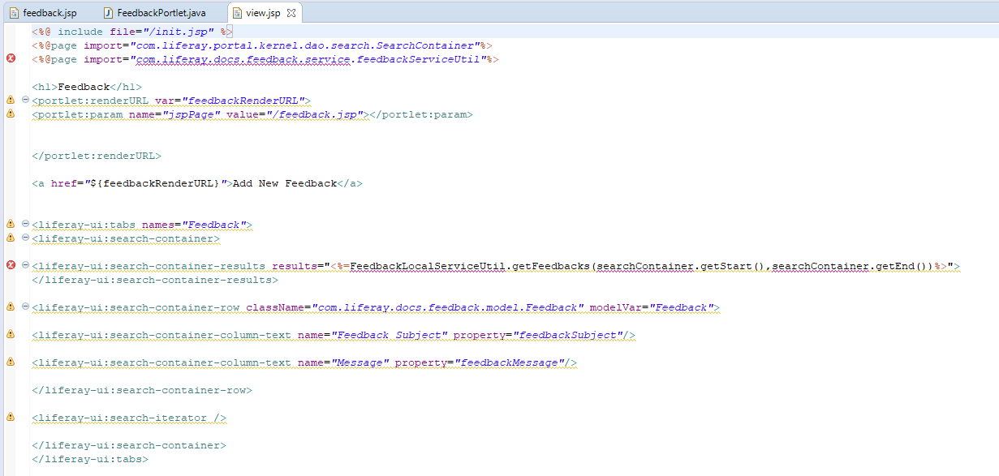 feedback.jsp FeedbackPortlet.java view.jsp
<%@ include file="/init.jsp" %>
<%@page import="com.liferay.portal.kernel.dao.search.SearchContainer"%>
<%@page import="com.liferay.docs.feedback.service.feedbackServiceUtil"%>
<h1>Feedback</h1>
<portlet:renderURL var="feedbackRenderURL">
<portlet:param name="jspPage" value="/feedback.jsp"></portlet:param>
</portlet:renderURL>
<a href="${feedbackRenderURL}">Add New Feedback</a>
<liferay-ui:tabs names="Feedback">
<liferay-ui:search-container>
<liferay-ui:search-container-results results="<%=FeedbackLocalServiceUtil.getFeedbacks(searchContainer.getStart(),searchContainer.getEnd())%>">
</liferay-ui:search-container-results>
<liferay-ui:search-container-row className="com.liferay.docs.feedback.model.Feedback" modelVar="Feedback">
<liferay-ui:search-container-column-text name="Feedback Subject" property="feedbackSubject"/>
<liferay-ui:search-container-column-text name="Message" property="feedbackMessage"/>
</liferay-ui:search-container-row>
<liferay-ui:search-iterator />
</liferay-ui:search-container>
</liferay-ui:tabs>